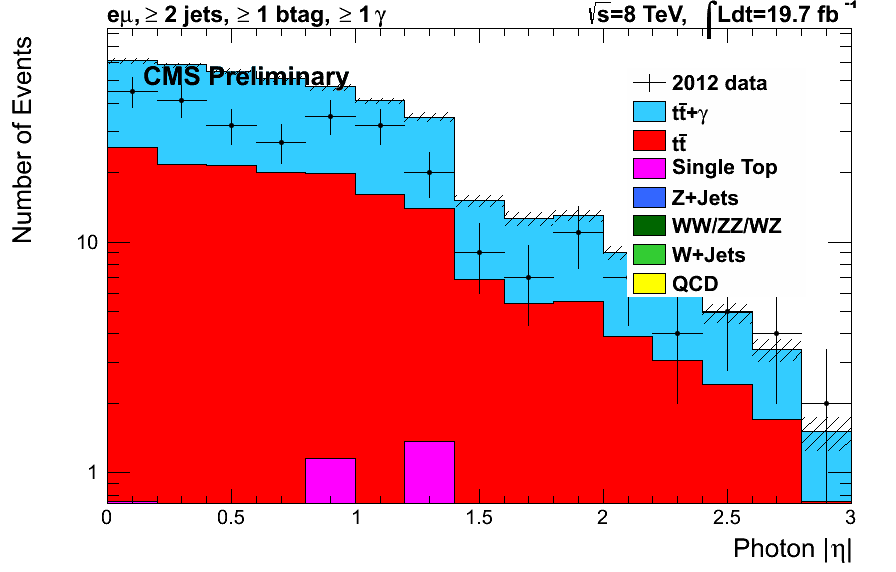 eμ, ≥ 2 jets, ≥ 1 btag, ≥ 1 γ √s=8 TeV, ∫Ldt=19.7 fb⁻¹
CMS Preliminary
Number of Events
2012 data
tt̄+γ
tt̄
Single Top
Z+Jets
WW/ZZ/WZ
W+Jets
QCD
10
1
0 0.5 1 1.5 2 2.5 3
Photon |η|